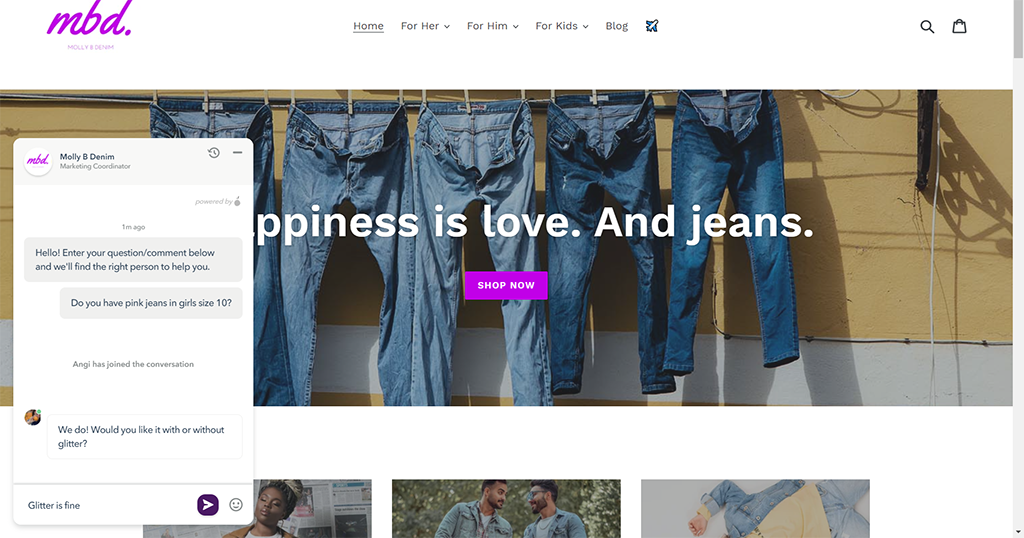 mbd.
MOLLY B DENIM
Home
For Her
For Him
For Kids
Blog
ppiness is love. And jeans.
SHOP NOW
mbd.
Molly B Denim
Marketing Coordinator
powered by
1m ago
Hello! Enter your question/comment below
and we'll find the right person to help you.
Do you have pink jeans in girls size 10?
Angi has joined the conversation
We do! Would you like it with or without
glitter?
Glitter is fine